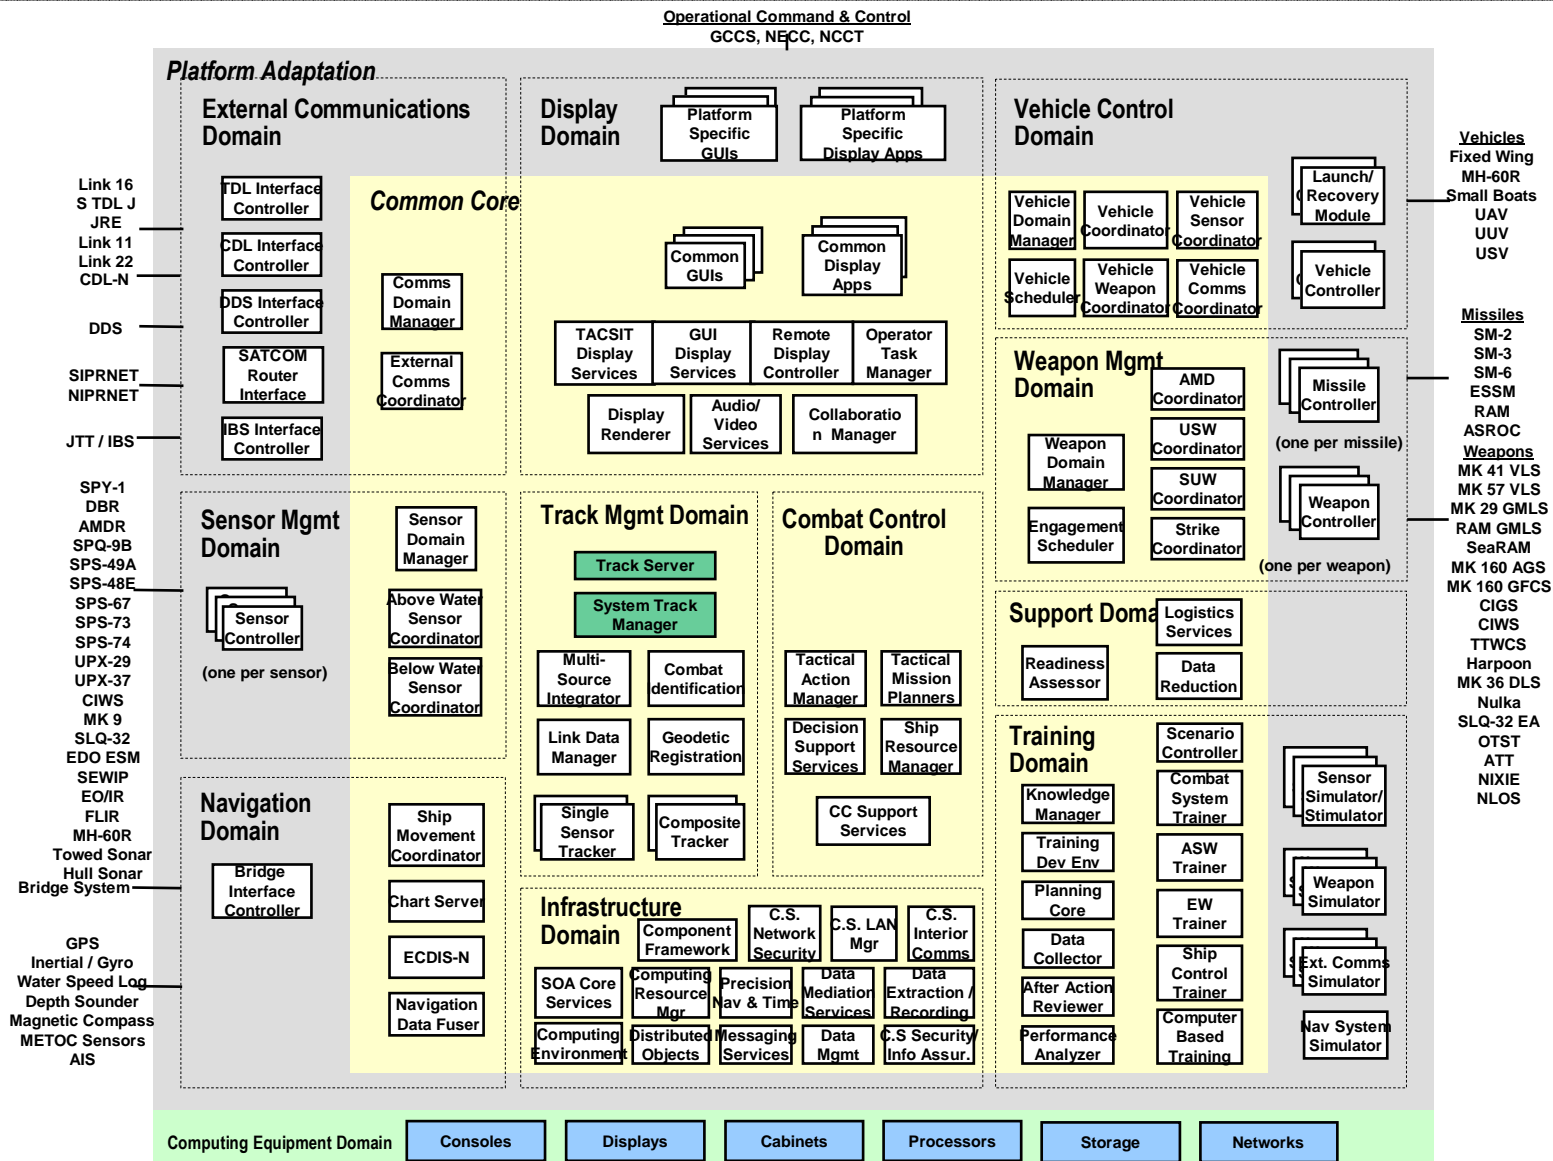 Operational Command & Control
GCCS, NECC, NCCT
Platform Adaptation
External Communications
Domain
TDL Interface
Controller
CDL Interface
Controller
DDS Interface
Controller
SATCOM
Router
Interface
IBS Interface
Controller
Common Core
Comms
Domain
Manager
External
Comms
Coordinator
Link 16
S TDL J
JRE
Link 11
Link 22
CDL-N
DDS
SIPRNET
NIPRNET
JTT / IBS
Display
Domain
Platform
Specific
GUIs
Platform
Specific
Display Apps
Common
GUIs
Common
Display
Apps
TACSIT
Display
Services
GUI
Display
Services
Remote
Display
Controller
Operator
Task
Manager
Display
Renderer
Audio/
Video
Services
Collaboratio
n Manager
Vehicle Control
Domain
Vehicle
Domain
Manager
Vehicle
Coordinator
Vehicle
Sensor
Coordinator
Vehicle
Scheduler
Vehicle
Weapon
Coordinator
Vehicle
Comms
Coordinator
Launch/
Recovery
Module
Vehicle
Controller
Vehicles
Fixed Wing
MH-60R
Small Boats
UAV
UUV
USV
Weapon Mgmt
Domain
AMD
Coordinator
USW
Coordinator
SUW
Coordinator
Strike
Coordinator
Weapon
Domain
Manager
Engagement
Scheduler
Missile
Controller
(one per missile)
Weapon
Controller
(one per weapon)
Missiles
SM-2
SM-3
SM-6
ESSM
RAM
ASROC
Weapons
MK 41 VLS
MK 57 VLS
MK 29 GMLS
RAM GMLS
SeaRAM
MK 160 AGS
MK 160 GFCS
CIGS
CIWS
TTWCS
Harpoon
MK 36 DLS
Nulka
SLQ-32 EA
OTST
ATT
NIXIE
NLOS
SPY-1
DBR
AMDR
SPQ-9B
SPS-49A
SPS-48E
SPS-67
SPS-73
SPS-74
UPX-29
UPX-37
CIWS
MK 9
SLQ-32
EDO ESM
SEWIP
EO/IR
FLIR
MH-60R
Towed Sonar
Hull Sonar
Bridge System
Sensor Mgmt
Domain
Sensor
Controller
(one per sensor)
Sensor
Domain
Manager
Above Water
Sensor
Coordinator
Below Water
Sensor
Coordinator
Track Mgmt Domain
Track Server
System Track
Manager
Multi-
Source
Integrator
Combat
Identification
Link Data
Manager
Geodetic
Registration
Single
Sensor
Tracker
Composite
Tracker
Combat Control
Domain
Tactical
Action
Manager
Tactical
Mission
Planners
Decision
Support
Services
Ship
Resource
Manager
CC Support
Services
Support Doma
Logistics
Services
Readiness
Assessor
Data
Reduction
Training
Domain
Scenario
Controller
Knowledge
Manager
Combat
System
Trainer
Training
Dev Env
ASW
Trainer
Planning
Core
EW
Trainer
Data
Collector
Ship
Control
Trainer
After Action
Reviewer
Performance
Analyzer
Computer
Based
Training
Sensor
Simulator/
Stimulator
Weapon
Simulator
Ext. Comms
Simulator
Nav System
Simulator
Navigation
Domain
Bridge
Interface
Controller
Ship
Movement
Coordinator
Chart Server
ECDIS-N
Navigation
Data Fuser
GPS
Inertial / Gyro
Water Speed Log
Depth Sounder
Magnetic Compass
METOC Sensors
AIS
Infrastructure
Domain
Component
Framework
C.S.
Network
Security
C.S. LAN
Mgr
C.S.
Interior
Comms
SOA Core
Services
Computing
Resource
Mgr
Precision
Nav & Time
Data
Mediation
Services
Data
Extraction /
Recording
Computing
Environment
Distributed
Objects
Messaging
Services
Data
Mgmt
C.S Security/
Info Assur.
Computing Equipment Domain
Consoles
Displays
Cabinets
Processors
Storage
Networks